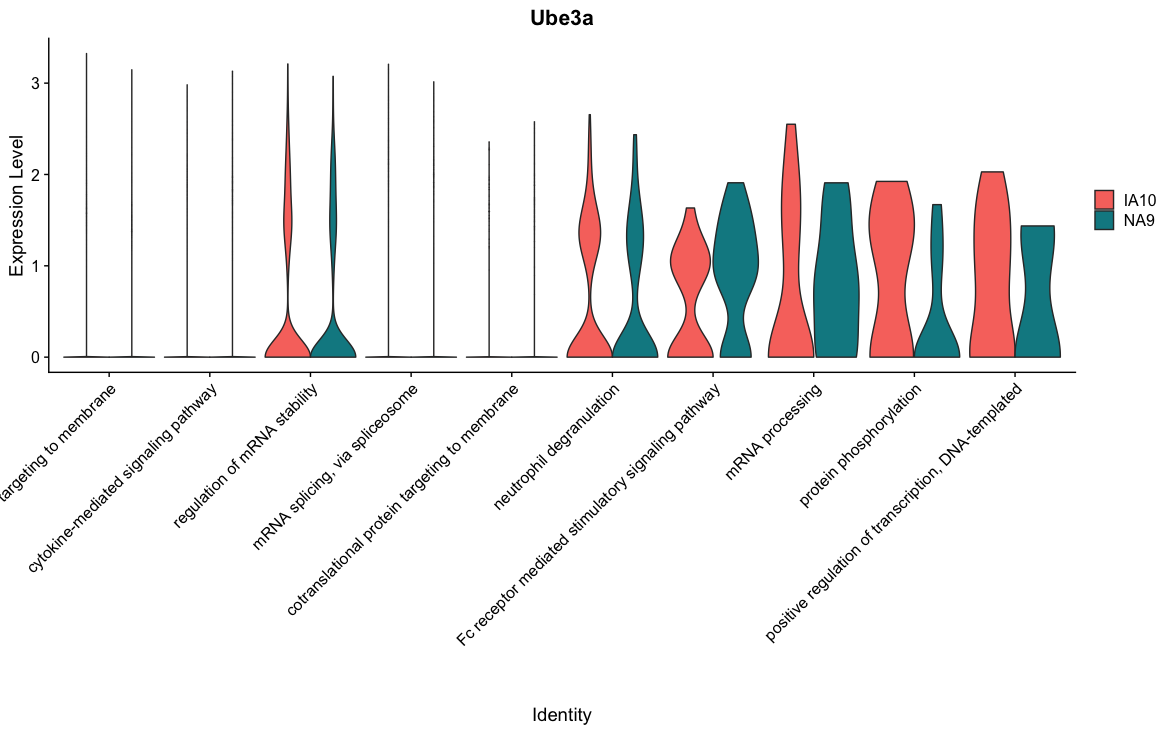 Ube3a
Expression Level
3
2
1
0
targeting to membrane
cytokine-mediated signaling pathway
regulation of mRNA stability
mRNA splicing, via spliceosome
cotranslational protein targeting to membrane
neutrophil degranulation
Fc receptor mediated stimulatory signaling pathway
mRNA processing
protein phosphorylation
positive regulation of transcription, DNA-templated
Identity
IA10
NA9